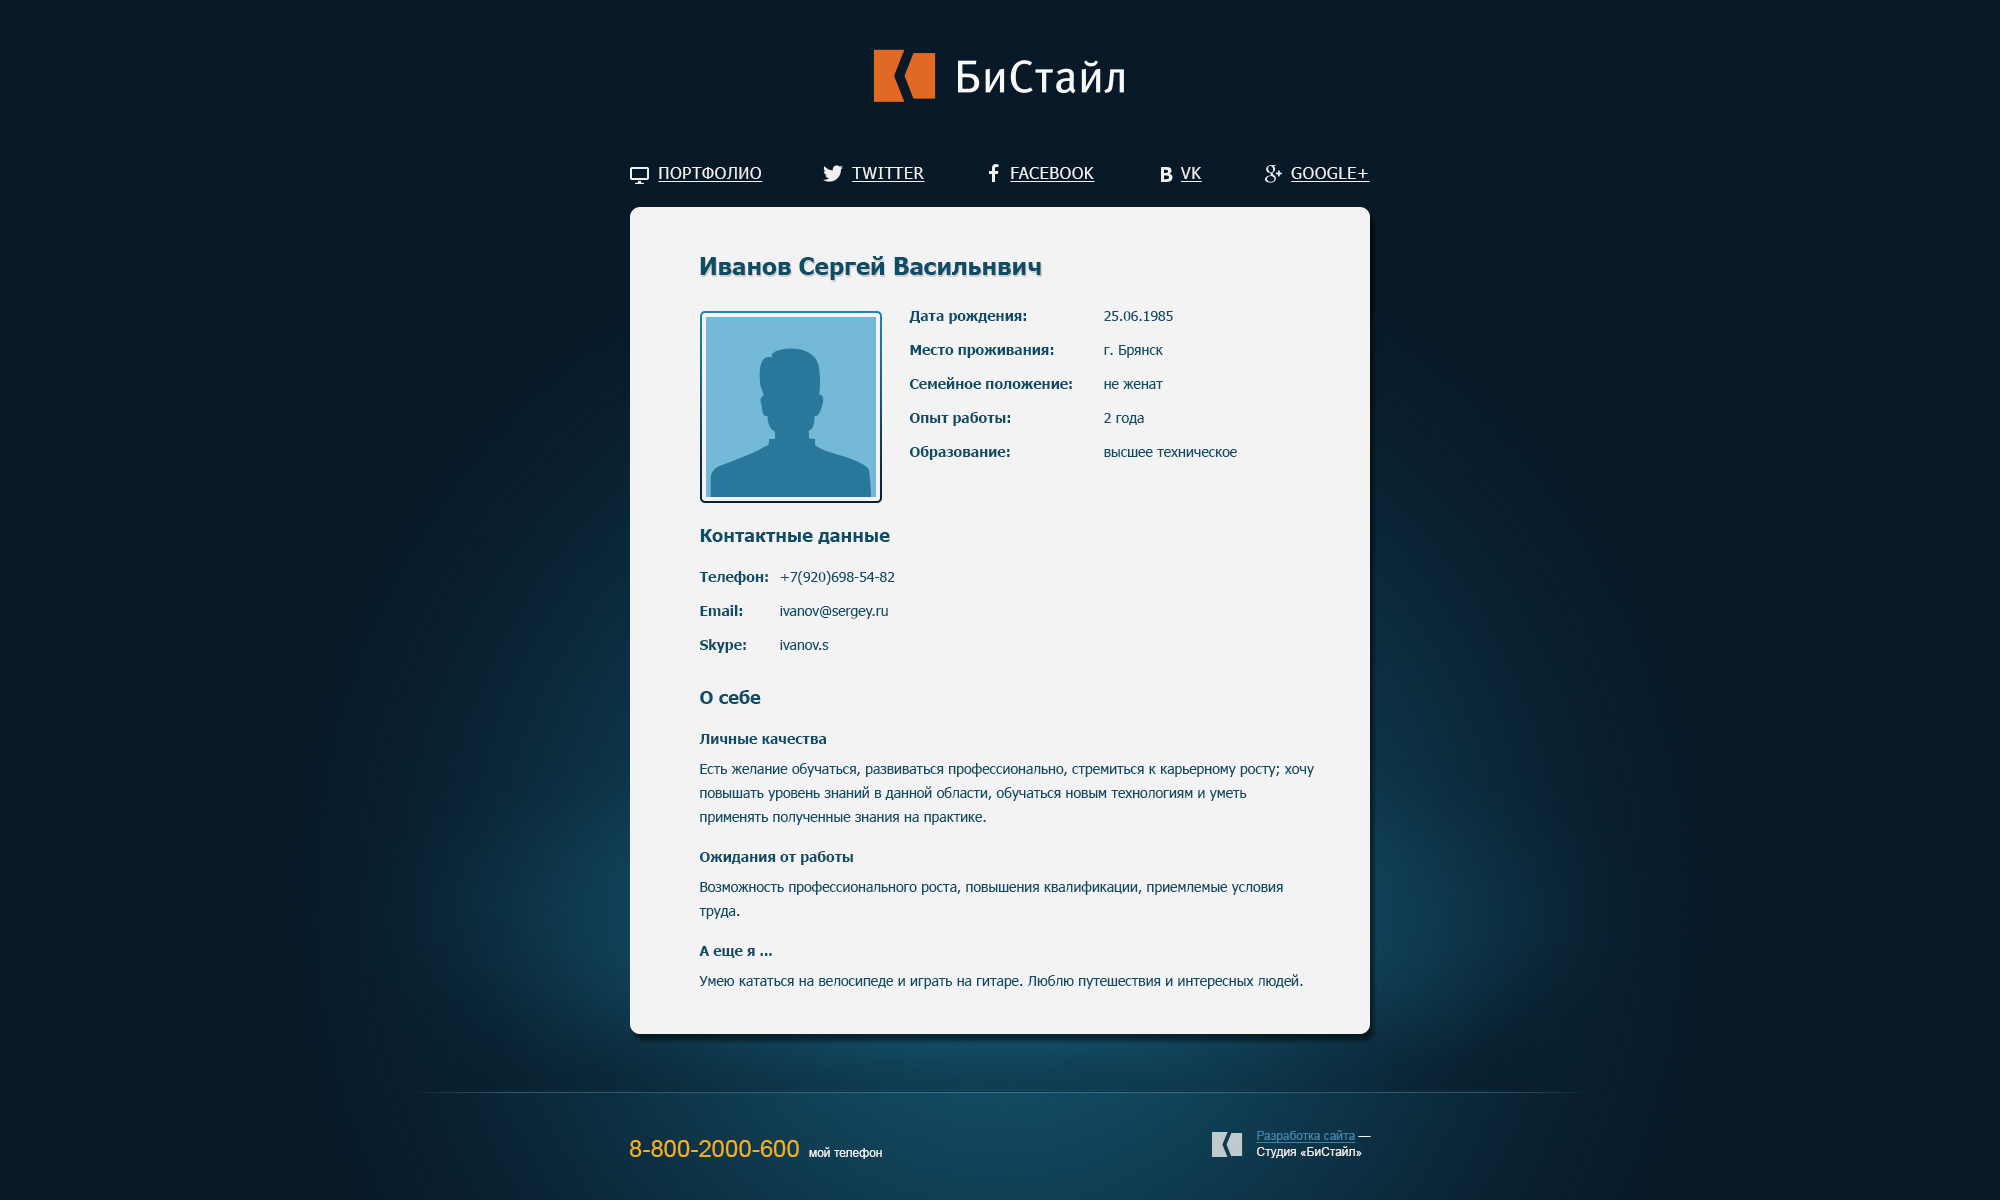 БиСтайл
ПОРТФОЛИО TWITTER FACEBOOK VK GOOGLE+
Иванов Сергей Васильнвич
Дата рождения: 25.06.1985
Место проживания: г. Брянск
Семейное положение: не женат
Опыт работы: 2 года
Образование: высшее техническое
Контактные данные
Телефон: +7(920)698-54-82
Email: ivanov@sergey.ru
Skype: ivanov.s
О себе
Личные качества
Есть желание обучаться, развиваться профессионально, стремиться к карьерному росту; хочу
повышать уровень знаний в данной области, обучаться новым технологиям и уметь
применять полученные знания на практике.
Ожидания от работы
Возможность профессионального роста, повышения квалификации, приемлемые условия
труда.
А еще я ...
Умею кататься на велосипеде и играть на гитаре. Люблю путешествия и интересных людей.
8-800-2000-600 мой телефон
Разработка сайта —
Студия «БиСтайл»